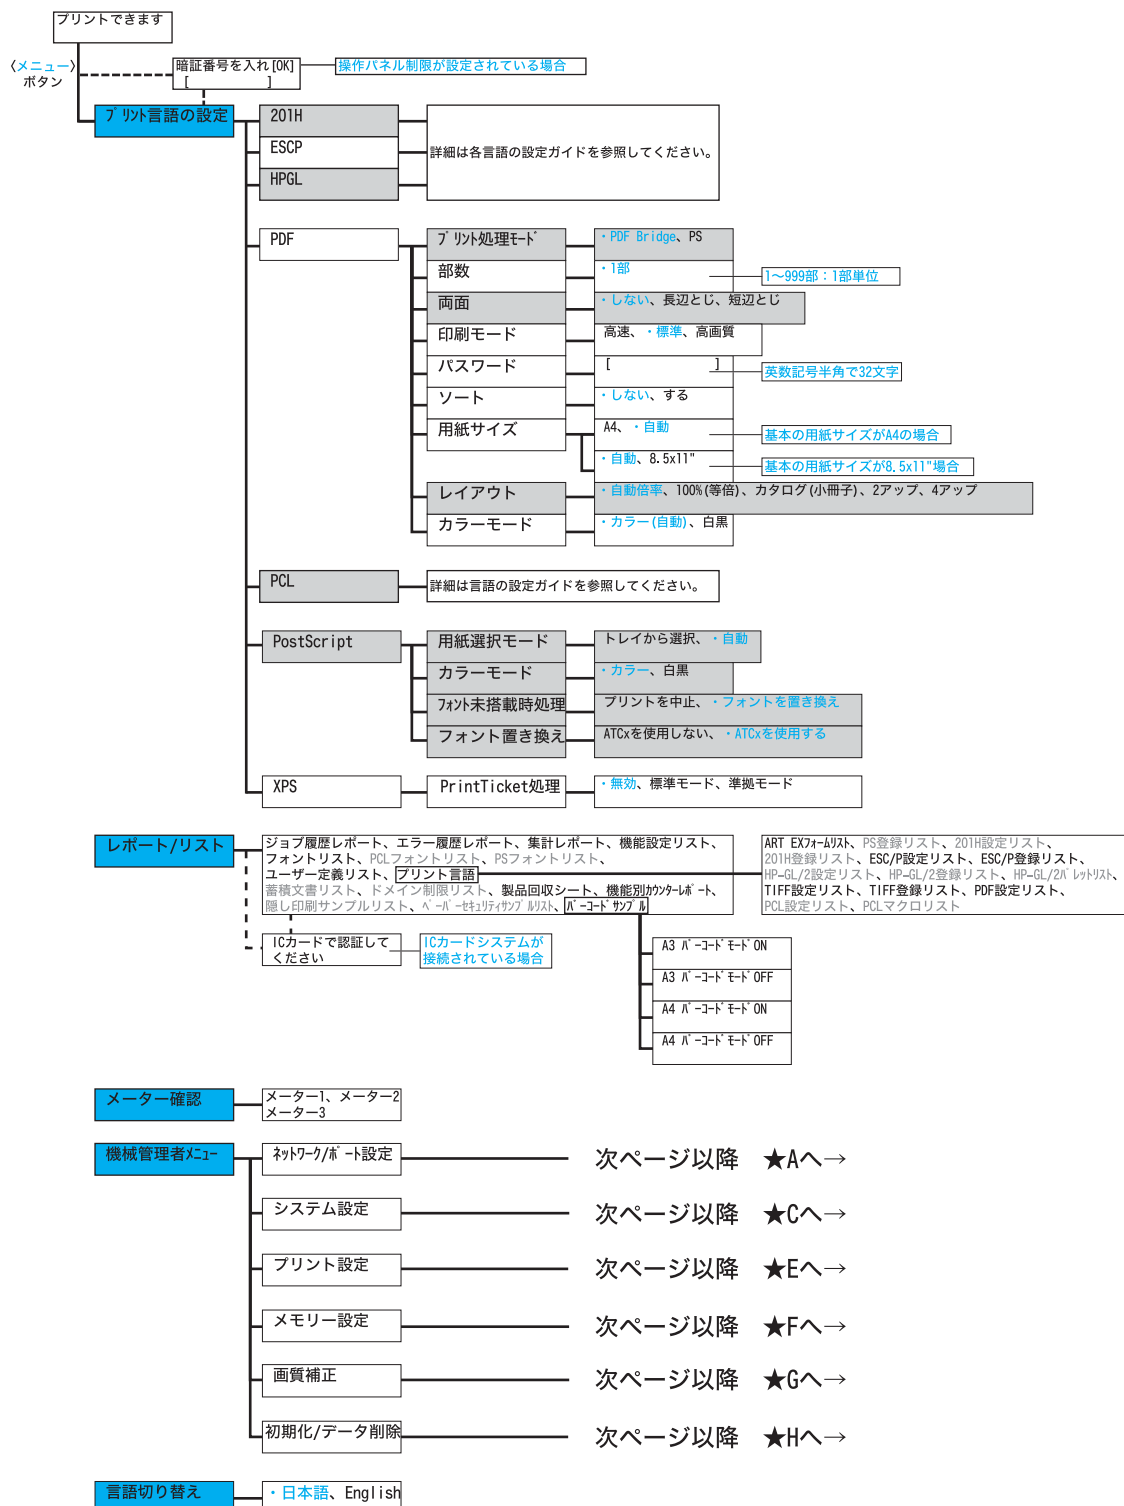 プリントできます
〈メニュー〉
ボタン
暗証番号を入れ[OK]
[ ]
操作パネル制限が設定されている場合
プリント言語の設定
201H
ESCP
HPGL
詳細は各言語の設定ガイドを参照してください。
PDF
プリント処理モード
・PDF Bridge、PS
部数
・1部
1～999部：1部単位
両面
・しない、長辺とじ、短辺とじ
印刷モード
高速、・標準、高画質
パスワード
[ ]
英数記号半角で32文字
ソート
・しない、する
用紙サイズ
A4、・自動
基本の用紙サイズがA4の場合
・自動、8.5x11"
基本の用紙サイズが8.5x11"場合
レイアウト
・自動倍率、100%(等倍)、カタログ(小冊子)、2アップ、4アップ
カラーモード
・カラー(自動)、白黒
PCL
詳細は言語の設定ガイドを参照してください。
PostScript
用紙選択モード
トレイから選択、・自動
カラーモード
・カラー、白黒
フォント未搭載時処理
プリントを中止、・フォントを置き換え
フォント置き換え
ATCxを使用しない、・ATCxを使用する
XPS
PrintTicket処理
・無効、標準モード、準拠モード
レポート/リスト
ジョブ履歴レポート、エラー履歴レポート、集計レポート、機能設定リスト、
フォントリスト、PCLフォントリスト、PSフォントリスト、
ユーザー定義リスト、プリント言語
蓄積文書リスト、ドメイン制限リスト、製品回収シート、機能別カウンターレポート、
隠し印刷サンプルリスト、ペーパーセキュリティサンプルリスト、バーコードサンプル
ART EXフォームリスト、PS登録リスト、201H設定リスト、
201H登録リスト、ESC/P設定リスト、ESC/P登録リスト、
HP-GL/2設定リスト、HP-GL/2登録リスト、HP-GL/2パレットリスト、
TIFF設定リスト、TIFF登録リスト、PDF設定リスト、
PCL設定リスト、PCLマクロリスト
ICカードで認証して
ください
ICカードシステムが
接続されている場合
A3 バーコードモードON
A3 バーコードモードOFF
A4 バーコードモードON
A4 バーコードモードOFF
メーター確認
メーター1、メーター2
メーター3
機械管理者メニュー
ネットワーク/ポート設定
次ページ以降 ★Aへ→
システム設定
次ページ以降 ★Cへ→
プリント設定
次ページ以降 ★Eへ→
メモリー設定
次ページ以降 ★Fへ→
画質補正
次ページ以降 ★Gへ→
初期化/データ削除
次ページ以降 ★Hへ→
言語切り替え
・日本語、English